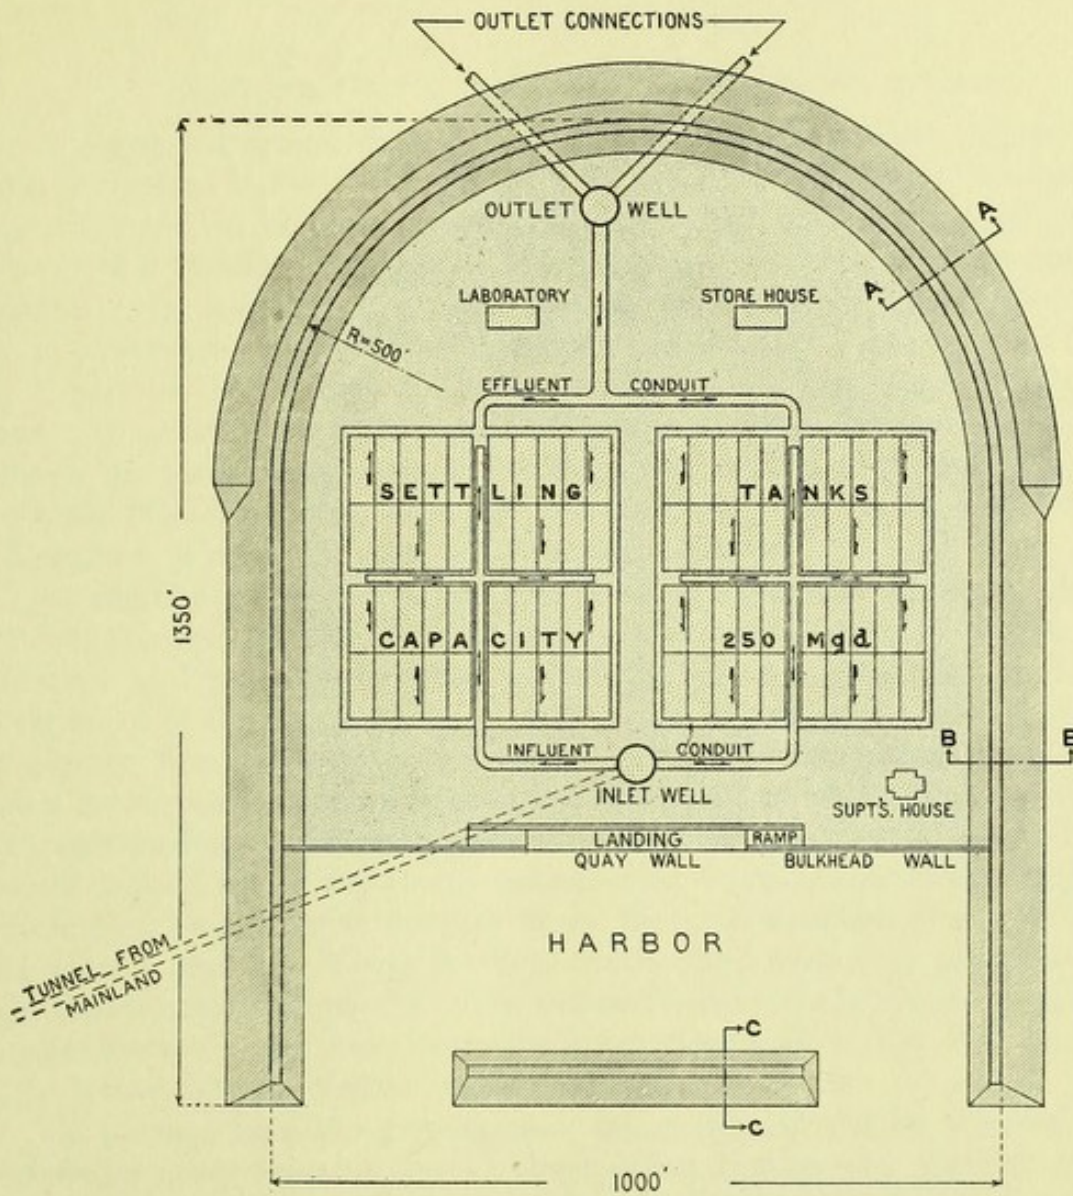 OUTLET CONNECTIONS
OUTLET WELL
A
A
LABORATORY
STORE HOUSE
R=500'
EFFLUENT CONDUIT
SETTLING TANKS
1350'
CAPACITY 250 Mgd
B
INFLUENT CONDUIT
INLET WELL
SUPT'S. HOUSE
LANDING
RAMP
QUAY WALL
BULKHEAD WALL
TUNNEL FROM
MAINLAND
HARBOR
C
C
1000'